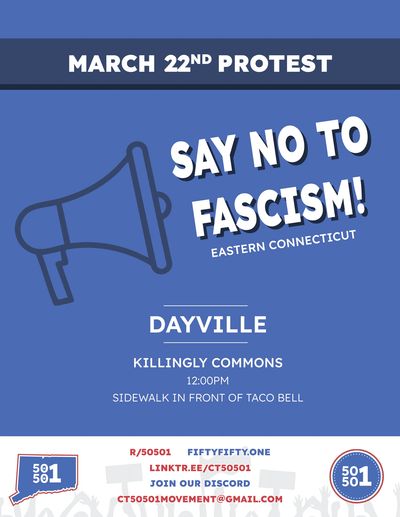 MARCH 22ND PROTEST
SAY NO TO
FASCISM!
EASTERN CONNECTICUT
DAYVILLE
KILLINGLY COMMONS
12:00PM
SIDEWALK IN FRONT OF TACO BELL
R/50501 FIFTYFIFTY.ONE
LINKTR.EE/CT50501
JOIN OUR DISCORD
CT50501MOVEMENT@GMAIL.COM
50
50 1
50
50 1